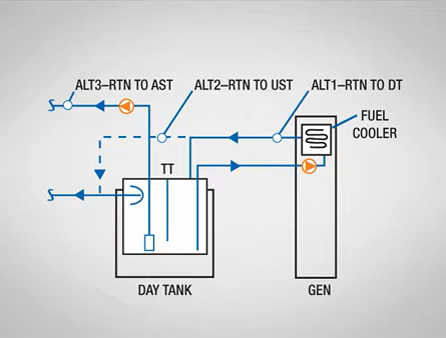 ALT3–RTN TO AST
ALT2–RTN TO UST
ALT1–RTN TO DT
FUEL
COOLER
TT
DAY TANK
GEN